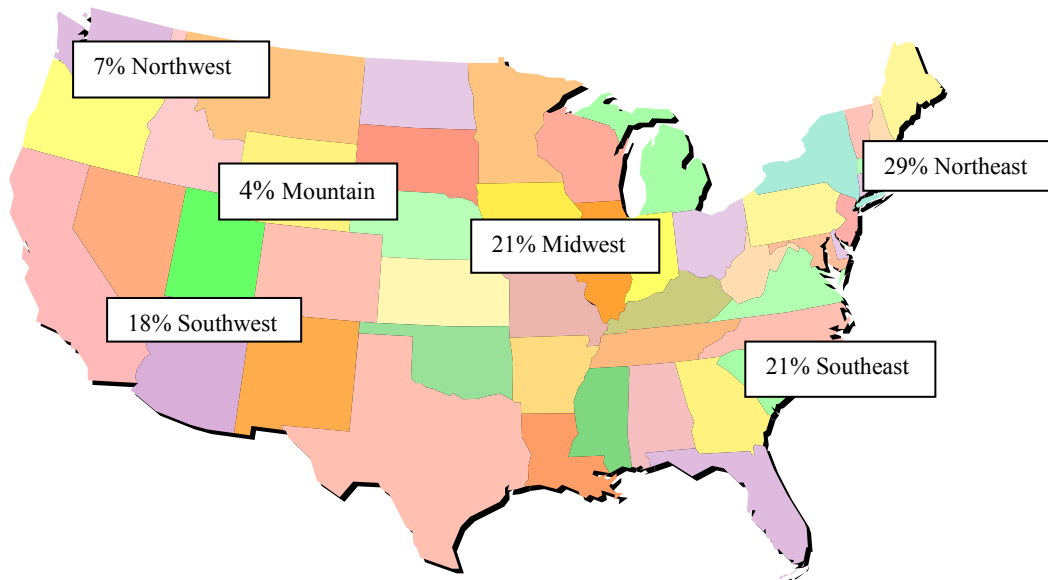 7% Northwest
29% Northeast
4% Mountain
21% Midwest
18% Southwest
21% Southeast